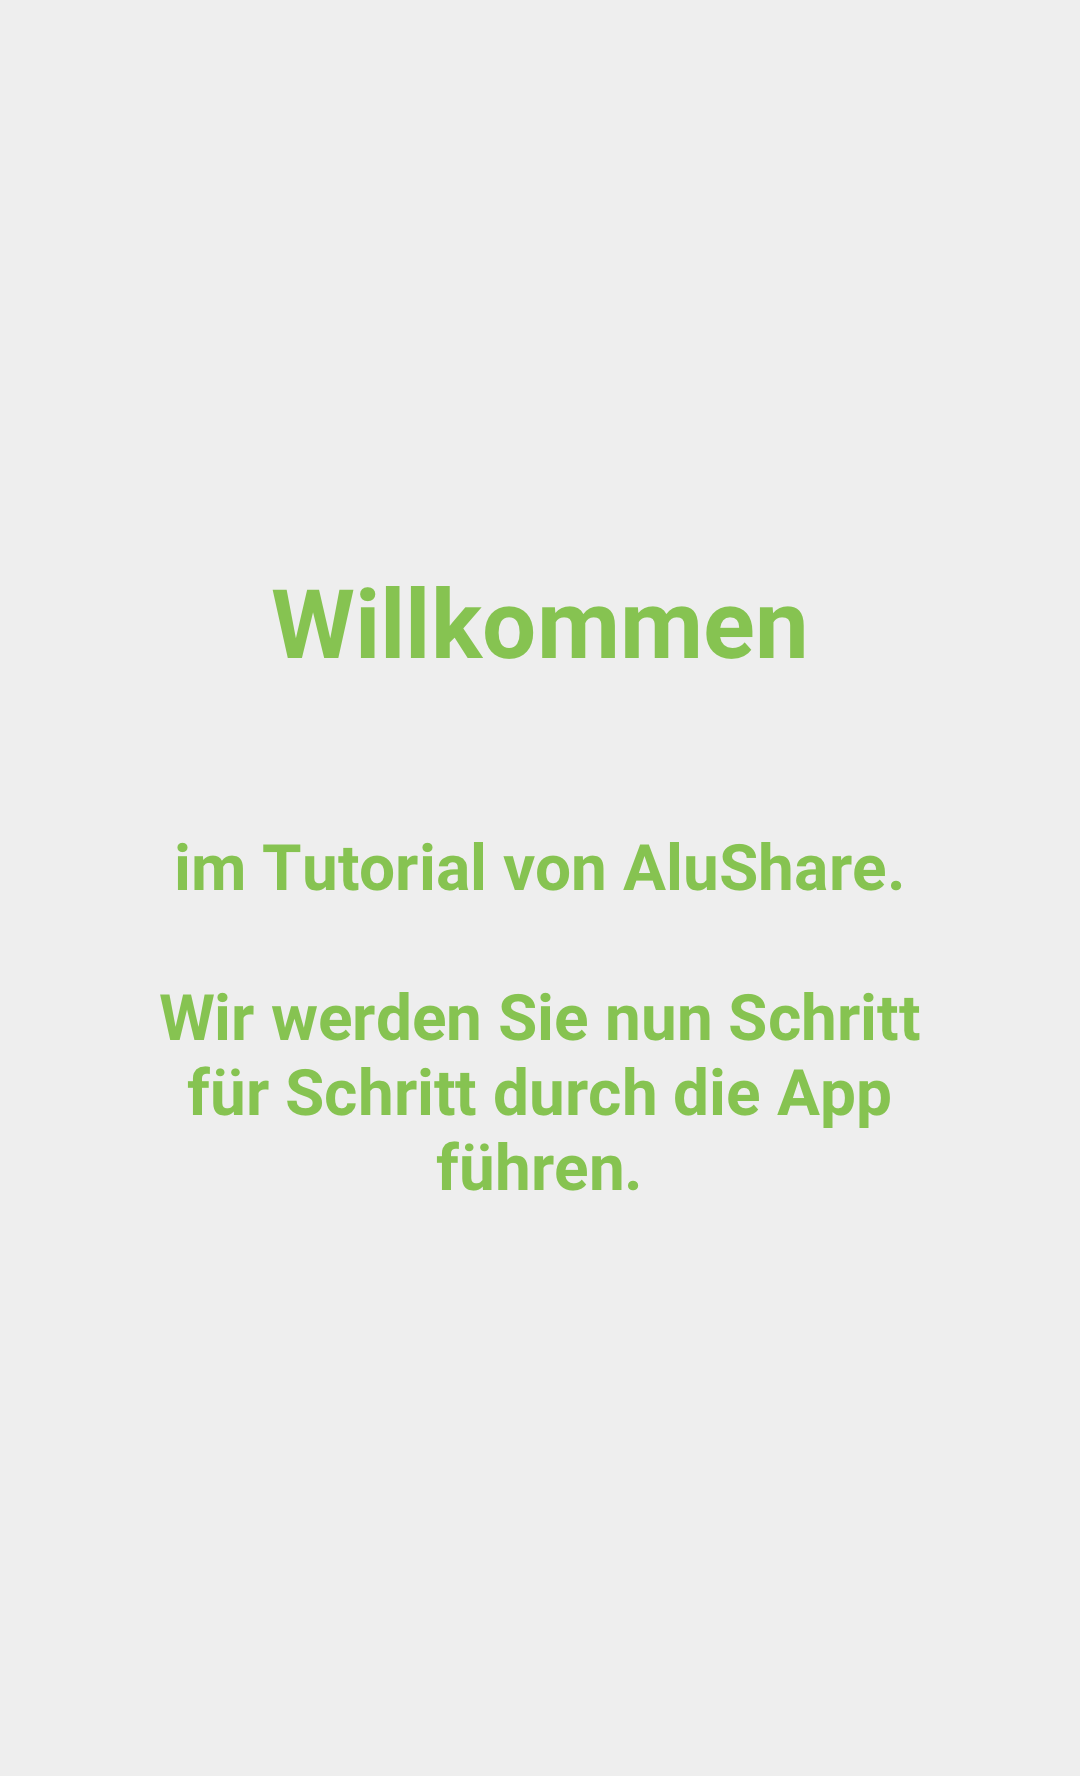 Willkommen
im Tutorial von AluShare.
Wir werden Sie nun Schritt
für Schritt durch die App
führen.